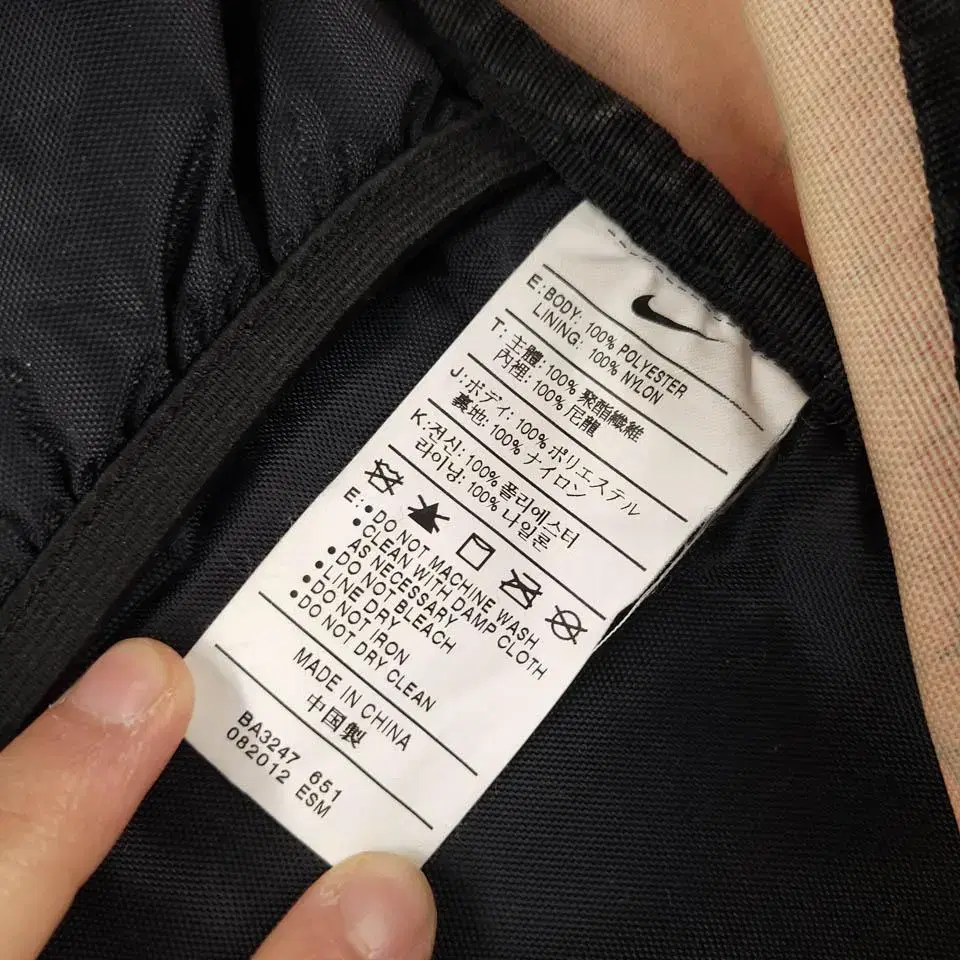 E: BODY: 100% POLYESTER
LINING: 100% NYLON
T: 主體: 100% 聚酯纖維
內裡: 100% 尼龍
J: ボディ: 100% ポリエステル
裏地: 100% ナイロン
K: 전신: 100% 폴리에스터
라이닝: 100% 나일론
E: •DO NOT MACHINE WASH
•CLEAN WITH DAMP CLOTH
AS NECESSARY
•DO NOT BLEACH
•LINE DRY
•DO NOT IRON
•DO NOT DRY CLEAN
MADE IN CHINA
中国製
BA3247 651
082012 ESM